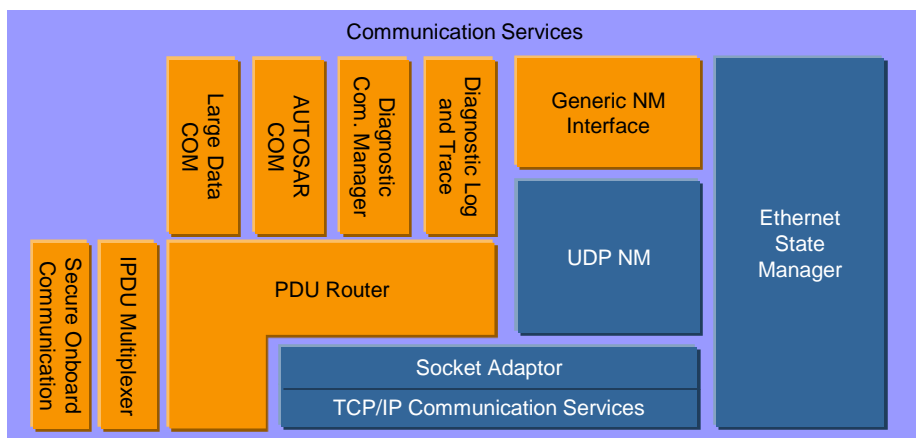 Communication Services
Large Data
COM
AUTOSAR
COM
Diagnostic
Com. Manager
Diagnostic Log
and Trace
Generic NM
Interface
Ethernet
State
Manager
UDP NM
Secure Onboard
Communication
IPDU Multiplexer
PDU Router
Socket Adaptor
TCP/IP Communication Services